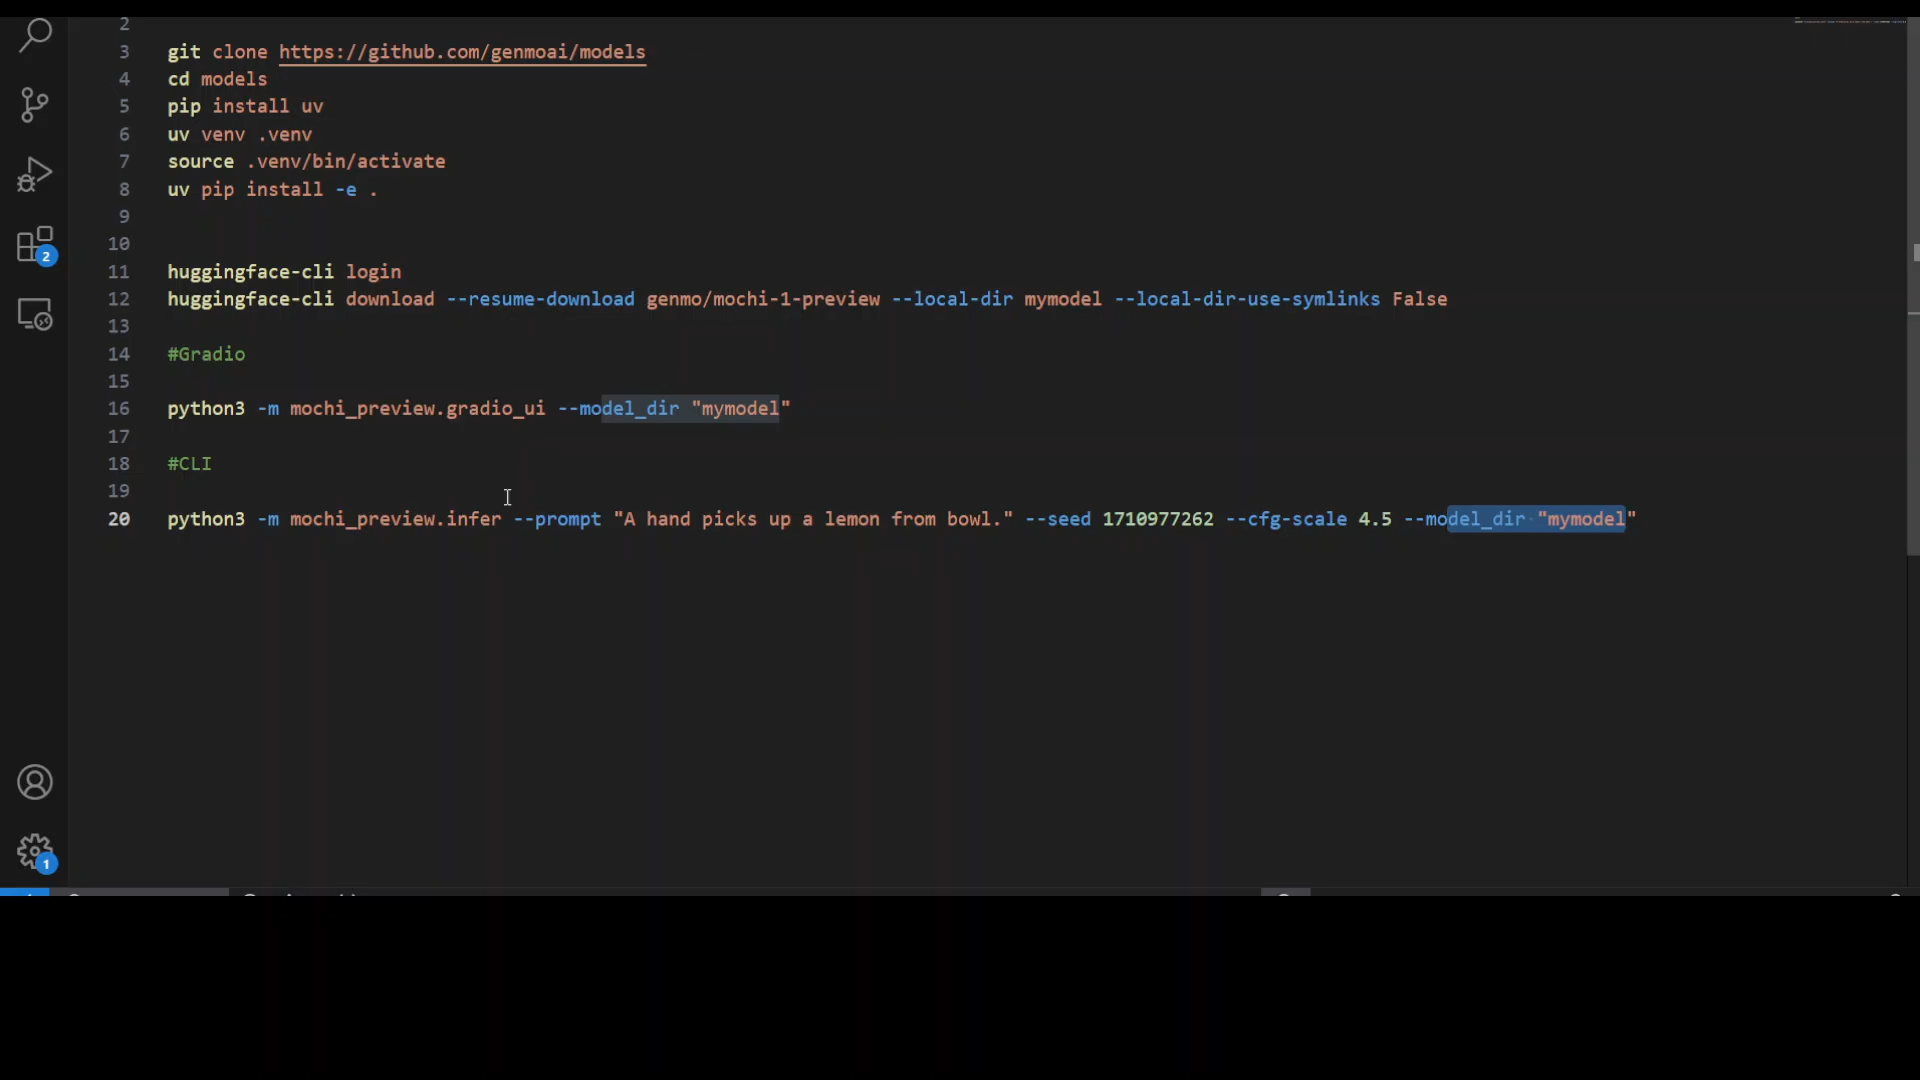 2
3 git clone https://github.com/genmoai/models
4 cd models
5 pip install uv
6 uv venv .venv
7 source .venv/bin/activate
8 uv pip install -e .
9
10
11 huggingface-cli login
12 huggingface-cli download --resume-download genmo/mochi-1-preview --local-dir mymodel --local-dir-use-symlinks False
13
14 #Gradio
15
16 python3 -m mochi_preview.gradio_ui --model_dir "mymodel"
17
18 #CLI
19
20 python3 -m mochi_preview.infer --prompt "A hand picks up a lemon from bowl." --seed 1710977262 --cfg-scale 4.5 --model_dir "mymodel"
2
1